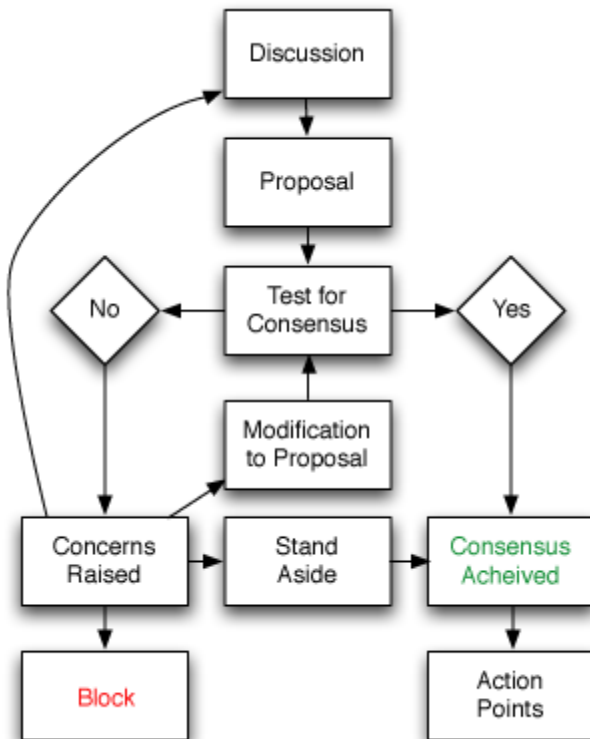 Discussion
Proposal
Test for
Consensus
No
Yes
Modification
to Proposal
Concerns
Raised
Stand
Aside
Consensus
Acheived
Block
Action
Points